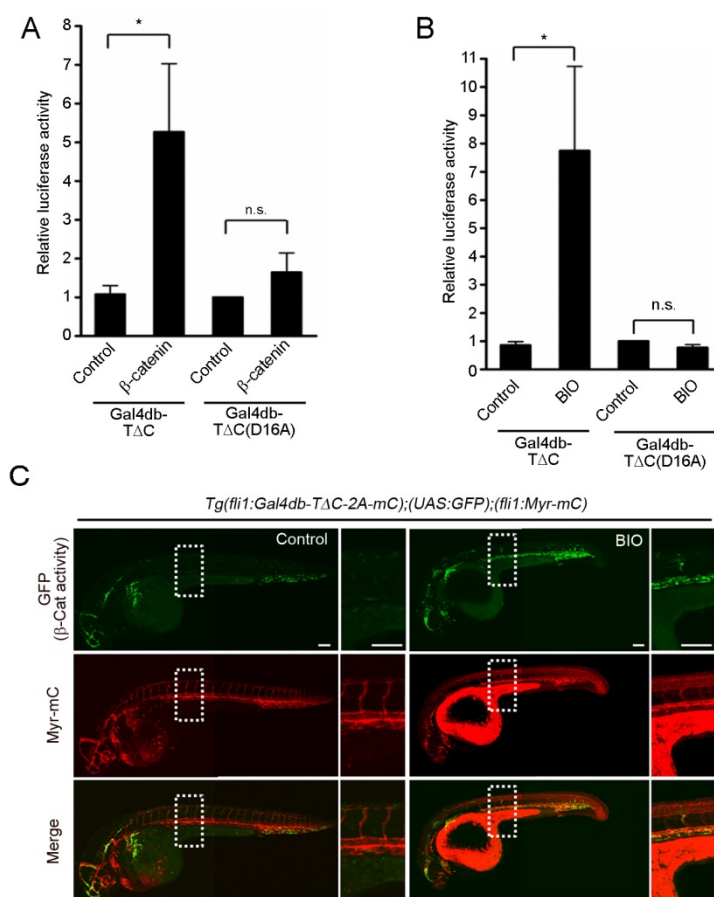 A
Relative luciferase activity
8
7
6
5
4
3
2
1
0
*
n.s.
Control
β-catenin
Control
β-catenin
Gal4db-
TΔC
Gal4db-
TΔC(D16A)
B
Relative luciferase activity
11
10
9
8
7
6
5
4
3
2
1
0
*
n.s.
Control
BIO
Control
BIO
Gal4db-
TΔC
Gal4db-
TΔC(D16A)
C
Tg(fli1:Gal4db-TΔC-2A-mC);(UAS:GFP);(fli1:Myr-mC)
GFP
(β-Cat activity)
Control
BIO
Myr-mC
Merge